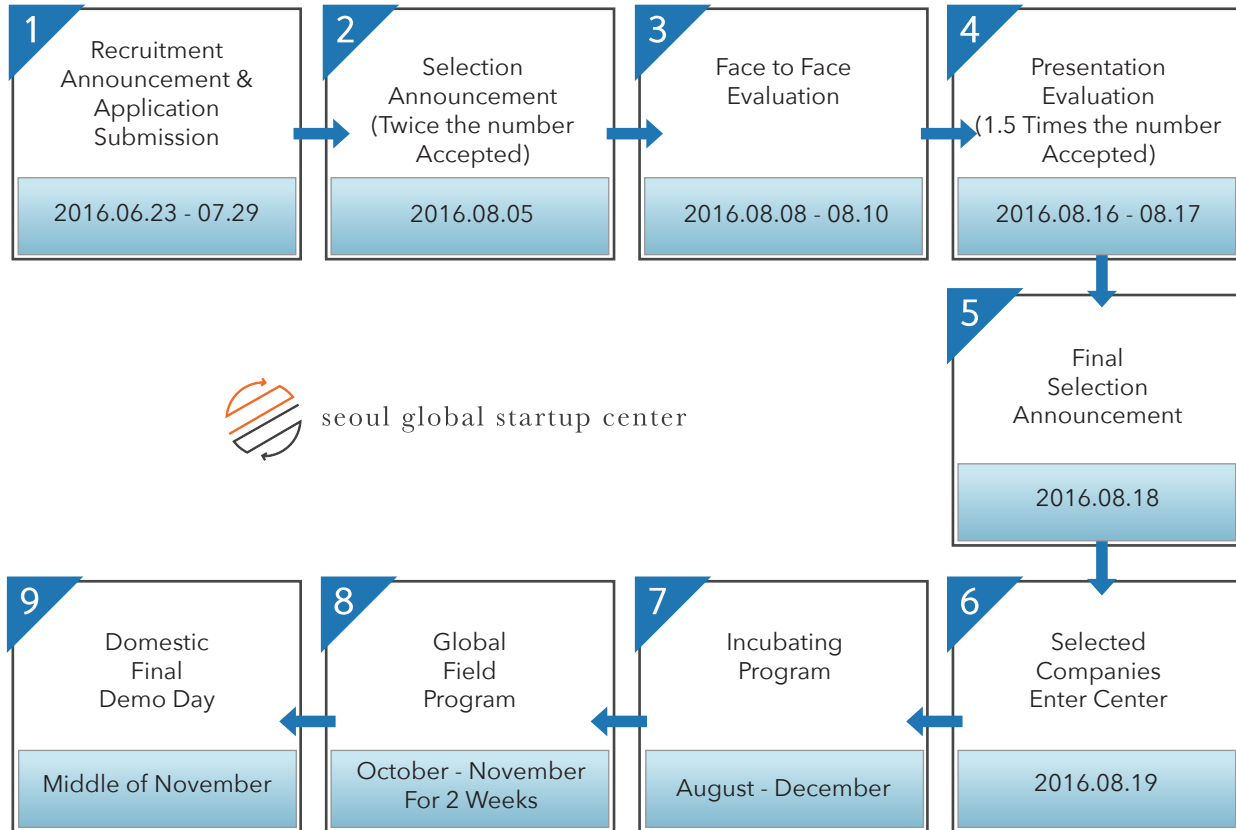 1
Recruitment
Announcement &
Application
Submission
2016.06.23 - 07.29
2
Selection
Announcement
(Twice the number
Accepted)
2016.08.05
3
Face to Face
Evaluation
2016.08.08 - 08.10
4
Presentation
Evaluation
(1.5 Times the number
Accepted)
2016.08.16 - 08.17
5
Final
Selection
Announcement
2016.08.18
seoul global startup center
6
Selected
Companies
Enter Center
2016.08.19
7
Incubating
Program
August - December
8
Global
Field
Program
October - November
For 2 Weeks
9
Domestic
Final
Demo Day
Middle of November